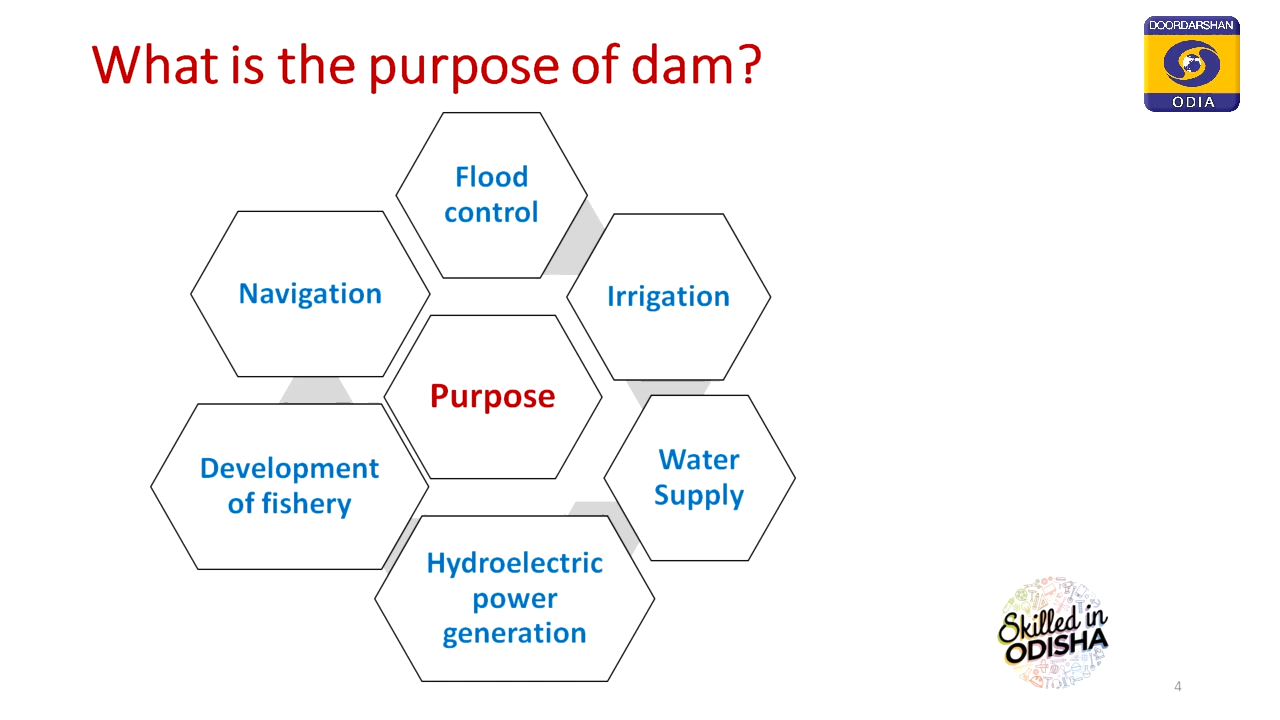 What is the purpose of dam?
DOORDARSHAN
ODIA
Flood
control
Navigation
Irrigation
Purpose
Water
Supply
Development
of fishery
Hydroelectric
power
generation
Skilled in
ODISHA
4